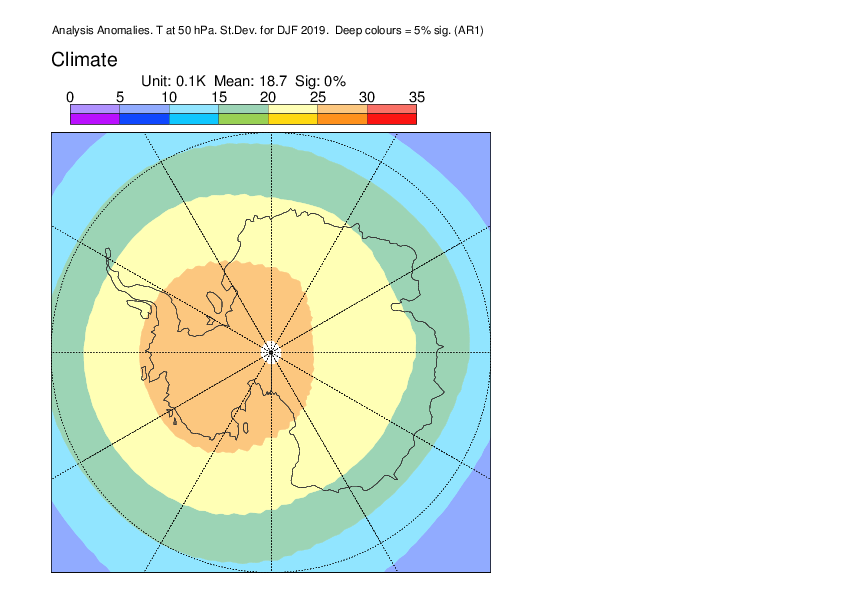 Analysis Anomalies. T at 50 hPa. St.Dev. for DJF 2019.  Deep colours = 5% sig. (AR1)
Climate
Unit: 0.1K  Mean: 18.7  Sig: 0%
0 5 10 15 20 25 30 35